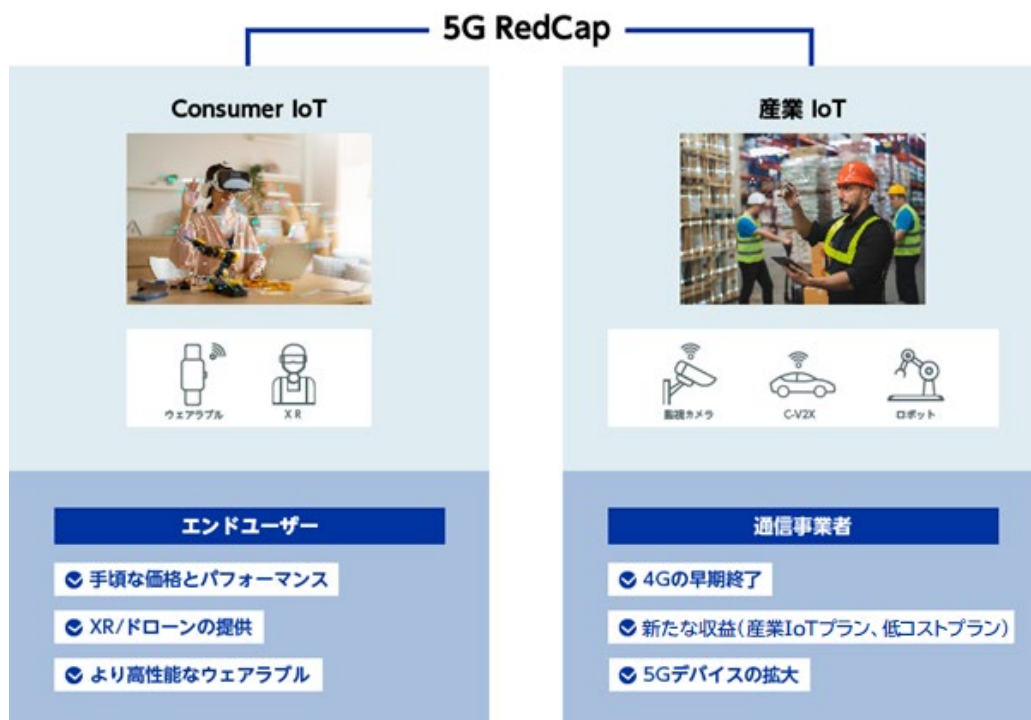 5G RedCap
Consumer IoT
ウェアラブル
XR
エンドユーザー
手頃な価格とパフォーマンス
XR/ドローンの提供
より高性能なウェアラブル
産業 IoT
監視カメラ
C-V2X
ロボット
通信事業者
4Gの早期終了
新たな収益(産業IoTプラン、低コストプラン)
5Gデバイスの拡大